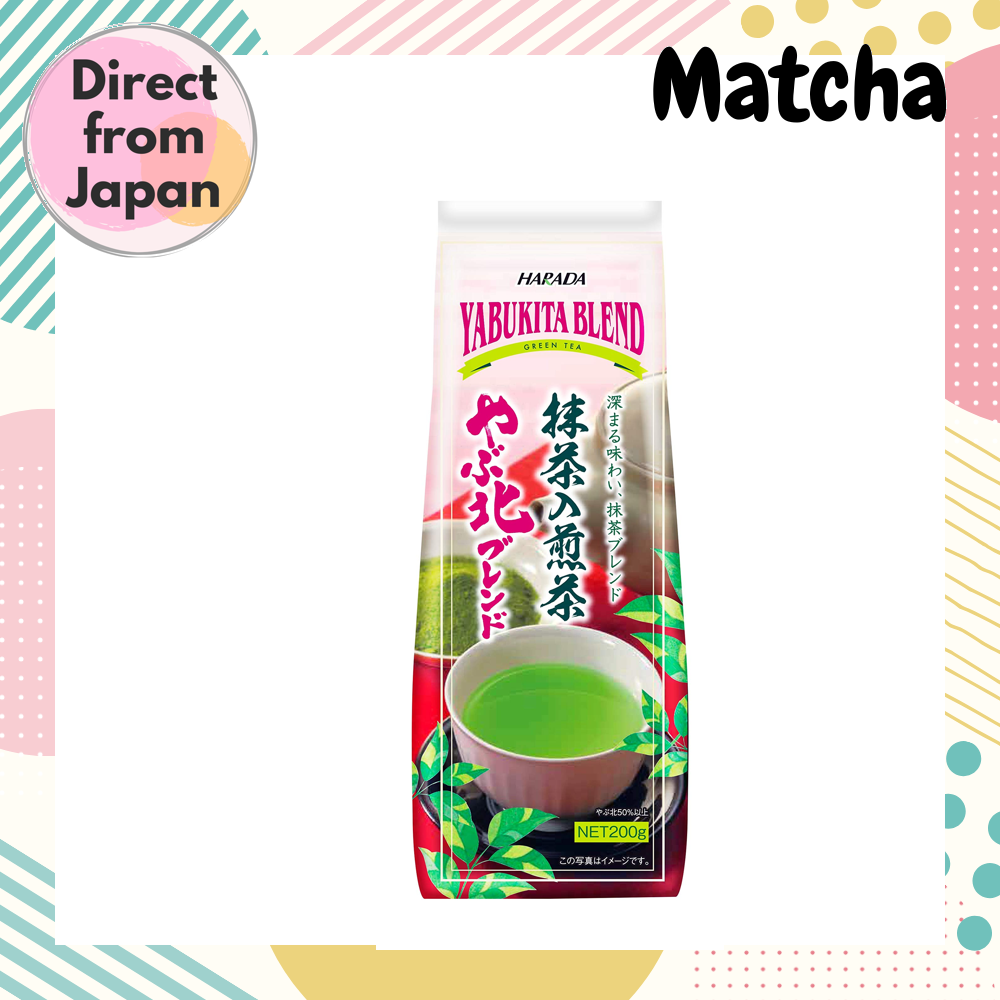 Direct
from
Japan
Matcha
HARADA
YABUKITA BLEND
GREEN TEA
深まる味わい、抹茶ブレンド
抹茶入煎茶
やぶ北ブレンド
やぶ北50%以上
NET200g
この写真はイメージです。